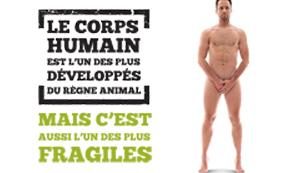 LE CORPS
HUMAIN
EST L'UN DES PLUS
DÉVELOPPÉS
DU RÈGNE ANIMAL
MAIS C'EST
AUSSI L'UN DES PLUS
FRAGILES